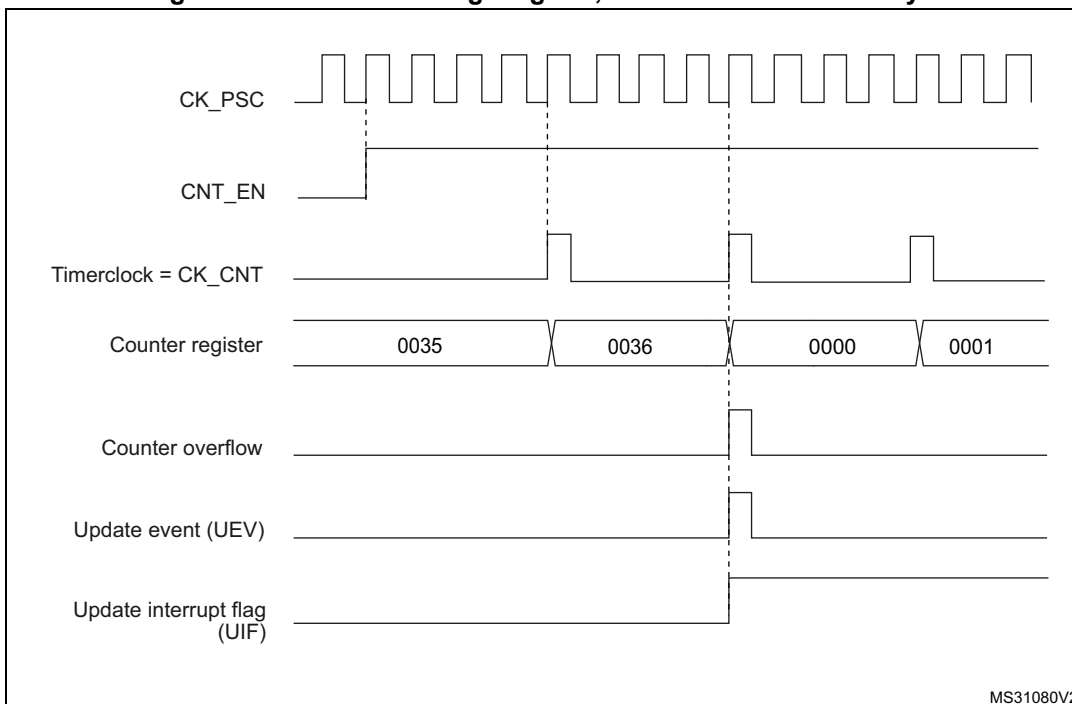 CK_PSC
CNT_EN
Timerclock = CK_CNT
Counter register
0035
0036
0000
0001
Counter overflow
Update event (UEV)
Update interrupt flag
(UIF)
MS31080V2